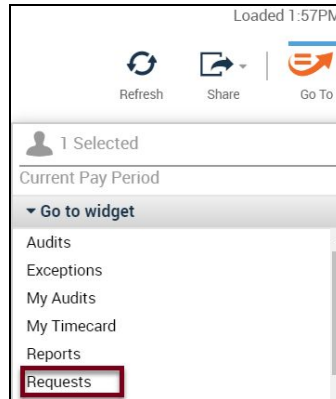 Loaded 1:57PM
Refresh Share Go To
1 Selected
Current Pay Period
Go to widget
Audits
Exceptions
My Audits
My Timecard
Reports
Requests